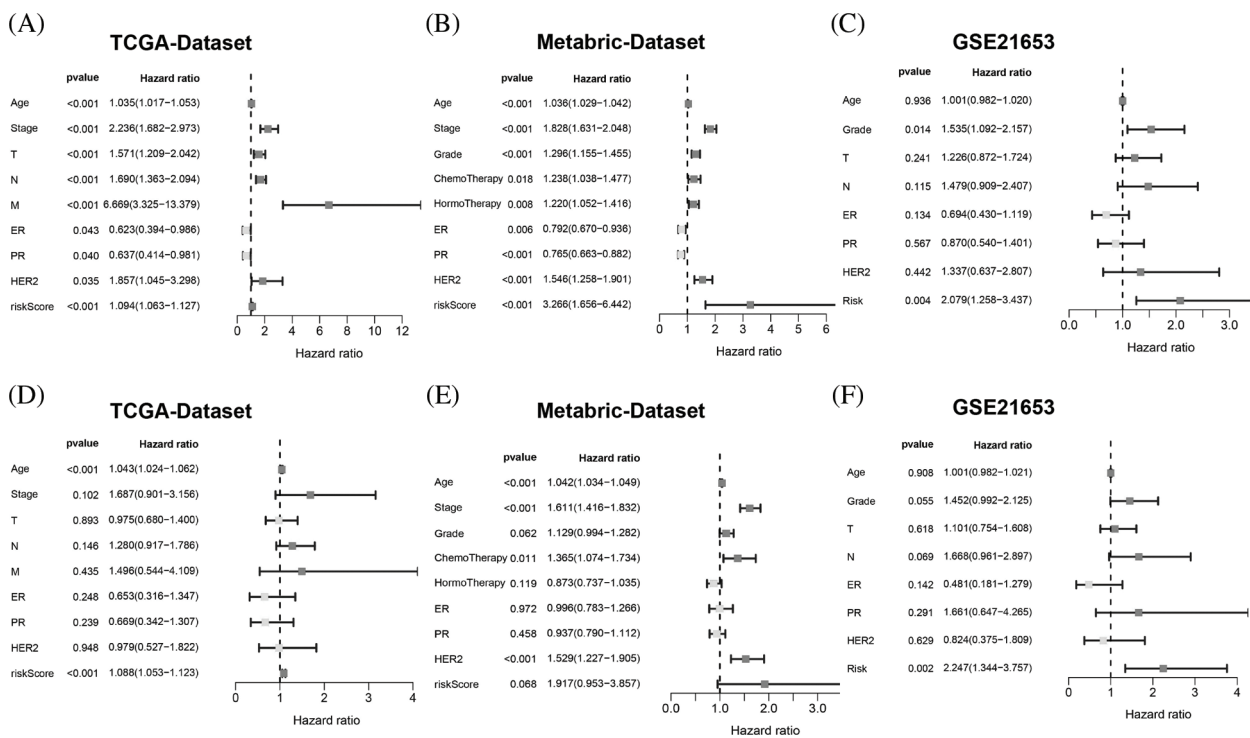 (A)
TCGA-Dataset
pvalue Hazard ratio
Age <0.001 1.035(1.017−1.053)
Stage <0.001 2.236(1.682−2.973)
T <0.001 1.571(1.209−2.042)
N <0.001 1.690(1.363−2.094)
M <0.001 6.669(3.325−13.379)
ER 0.043 0.623(0.394−0.986)
PR 0.040 0.637(0.414−0.981)
HER2 0.035 1.857(1.045−3.298)
riskScore <0.001 1.094(1.063−1.127)
0 2 4 6 8 10 12
Hazard ratio
(B)
Metabric-Dataset
pvalue Hazard ratio
Age <0.001 1.036(1.029−1.042)
Stage <0.001 1.828(1.631−2.048)
Grade <0.001 1.296(1.155−1.455)
ChemoTherapy 0.018 1.238(1.038−1.477)
HormoTherapy 0.008 1.220(1.052−1.416)
ER 0.006 0.792(0.670−0.936)
PR <0.001 0.765(0.663−0.882)
HER2 <0.001 1.546(1.258−1.901)
riskScore <0.001 3.266(1.656−6.442)
0 1 2 3 4 5 6
Hazard ratio
(C)
GSE21653
pvalue Hazard ratio
Age 0.936 1.001(0.982−1.020)
Grade 0.014 1.535(1.092−2.157)
T 0.241 1.226(0.872−1.724)
N 0.115 1.479(0.909−2.407)
ER 0.134 0.694(0.430−1.119)
PR 0.567 0.870(0.540−1.401)
HER2 0.442 1.337(0.637−2.807)
Risk 0.004 2.079(1.258−3.437)
0.0 1.0 2.0 3.0
Hazard ratio
(D)
TCGA-Dataset
pvalue Hazard ratio
Age <0.001 1.043(1.024−1.062)
Stage 0.102 1.687(0.901−3.156)
T 0.893 0.975(0.680−1.400)
N 0.146 1.280(0.917−1.786)
M 0.435 1.496(0.544−4.109)
ER 0.248 0.653(0.316−1.347)
PR 0.239 0.669(0.342−1.307)
HER2 0.948 0.979(0.527−1.822)
riskScore <0.001 1.088(1.053−1.123)
0 1 2 3 4
Hazard ratio
(E)
Metabric-Dataset
pvalue Hazard ratio
Age <0.001 1.042(1.034−1.049)
Stage <0.001 1.611(1.416−1.832)
Grade 0.062 1.129(0.994−1.282)
ChemoTherapy 0.011 1.365(1.074−1.734)
HormoTherapy 0.119 0.873(0.737−1.035)
ER 0.972 0.996(0.783−1.266)
PR 0.458 0.937(0.790−1.112)
HER2 <0.001 1.529(1.227−1.905)
riskScore 0.068 1.917(0.953−3.857)
0.0 1.0 2.0 3.0
Hazard ratio
(F)
GSE21653
pvalue Hazard ratio
Age 0.908 1.001(0.982−1.021)
Grade 0.055 1.452(0.992−2.125)
T 0.618 1.101(0.754−1.608)
N 0.069 1.668(0.961−2.897)
ER 0.142 0.481(0.181−1.279)
PR 0.291 1.661(0.647−4.265)
HER2 0.629 0.824(0.375−1.809)
Risk 0.002 2.247(1.344−3.757)
0 1 2 3 4
Hazard ratio